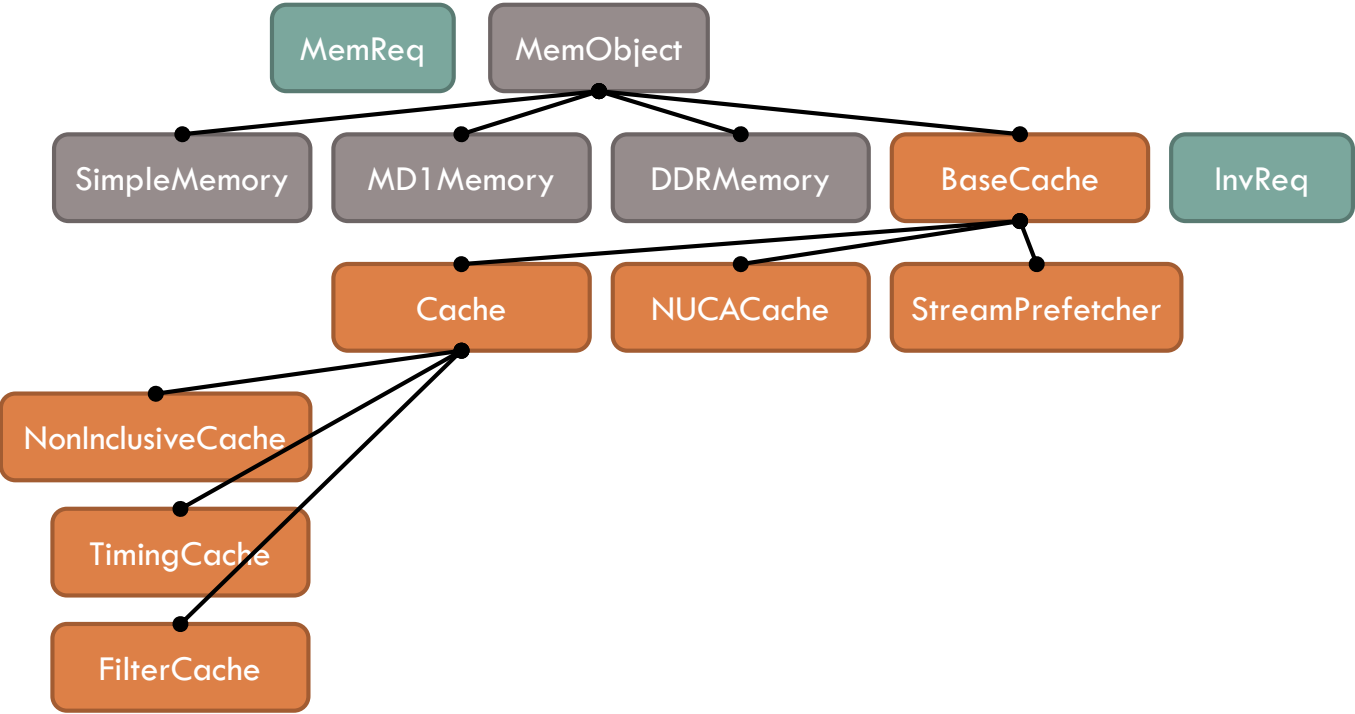 MemReq
MemObject
SimpleMemory
MD1Memory
DDRMemory
BaseCache
InvReq
Cache
NUCACache
StreamPrefetcher
NonInclusiveCache
TimingCache
FilterCache